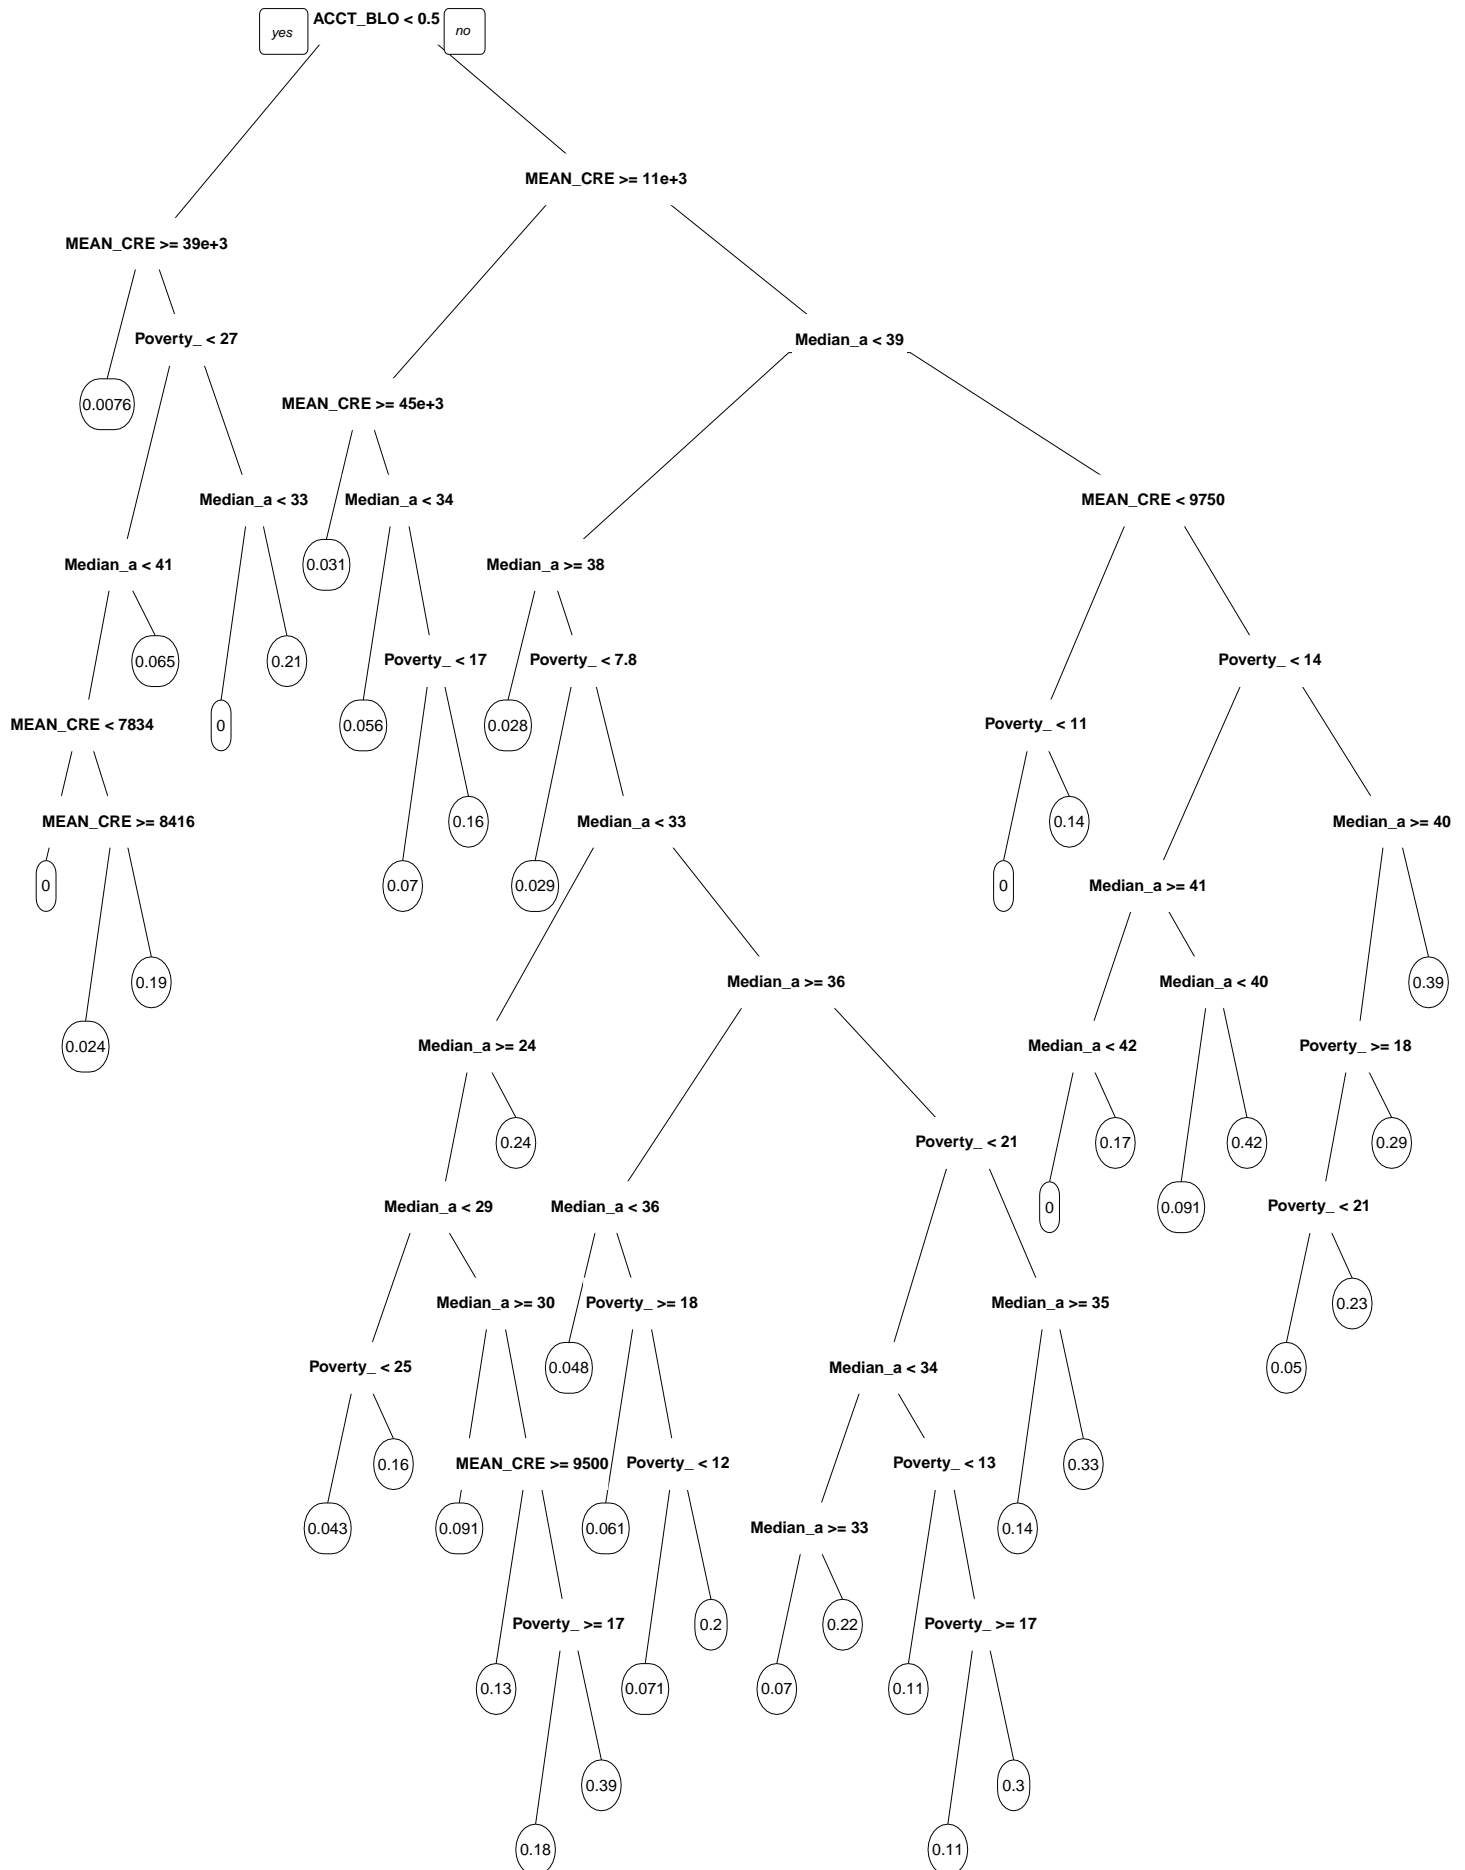 yes ACCT_BLO < 0.5 no
MEAN_CRE >= 11e+3
MEAN_CRE >= 39e+3
Poverty_ < 27 Median_a < 39
0.0076 MEAN_CRE >= 45e+3
Median_a < 33 Median_a < 34 MEAN_CRE < 9750
Median_a < 41 0.031 Median_a >= 38
0.065 0.21 Poverty_ < 17 Poverty_ < 7.8 Poverty_ < 14
MEAN_CRE < 7834 0 0.056 0.028 Poverty_ < 11
MEAN_CRE >= 8416 0.16 Median_a < 33 0.14 Median_a >= 40
0 0.07 0.029 0 Median_a >= 41
0.19 Median_a >= 36 Median_a < 40 0.39
0.024 Median_a >= 24 Median_a < 42 Poverty_ >= 18
0.24 Poverty_ < 21 0.17 0.42 0.29
Median_a < 29 Median_a < 36 0 0.091 Poverty_ < 21
Median_a >= 30 Poverty_ >= 18 Median_a >= 35 0.23
Poverty_ < 25 0.048 Median_a < 34 0.05
0.16 MEAN_CRE >= 9500 Poverty_ < 12 Poverty_ < 13 0.33
0.043 0.091 0.061 Median_a >= 33 0.14
Poverty_ >= 17 0.2 0.22 Poverty_ >= 17
0.13 0.071 0.07 0.11
0.39 0.3
0.18 0.11